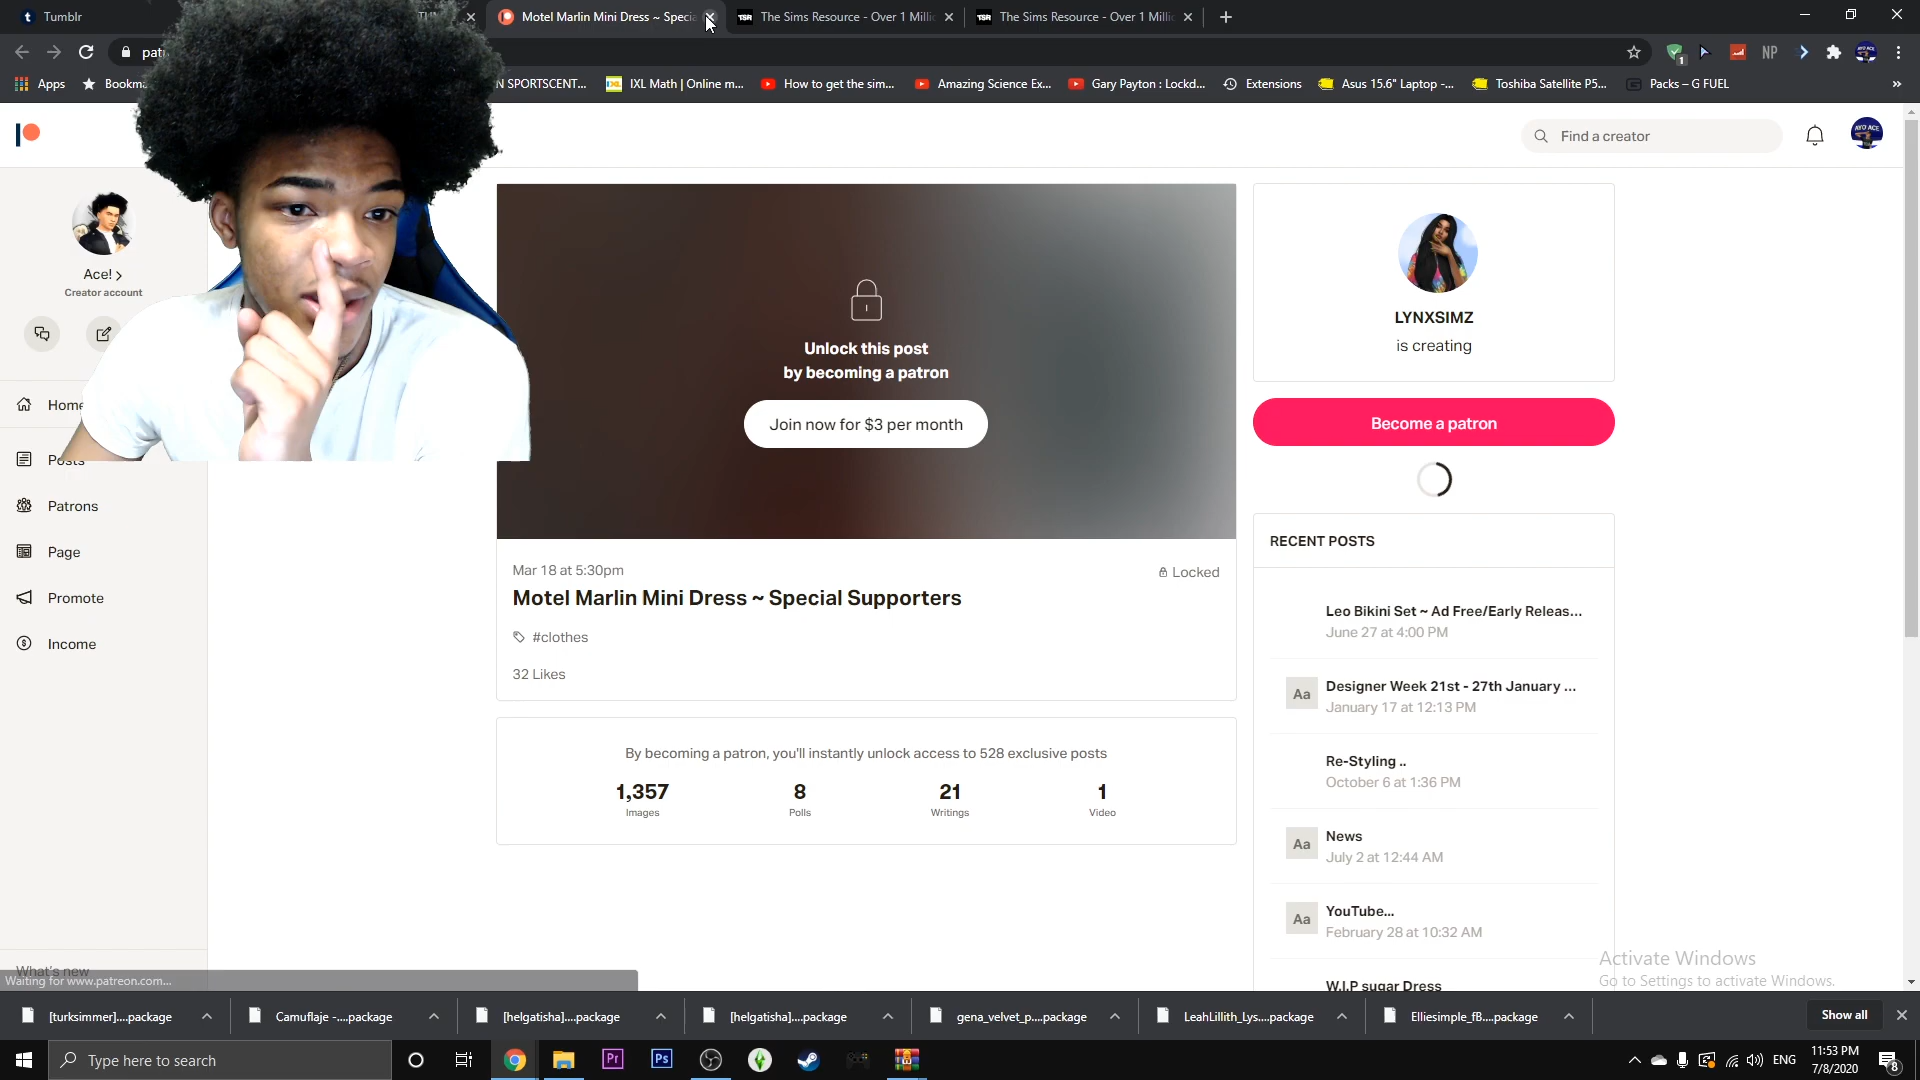 Tumblr
Motel Marlin Mini Dress ~ Specia
The Sims Resource - Over 1 Millic
The Sims Resource - Over 1 Millic
patr
Apps
Bookma
N SPORTSCENT...
IXL Math | Online m...
How to get the sim...
Amazing Science Ex...
Gary Payton : Lockd...
Extensions
Asus 15.6" Laptop -...
Toshiba Satellite P5...
Packs – G FUEL
Find a creator
Ace! >
Creator account
Home
Posts
Patrons
Page
Promote
Income
What's new
Waiting for www.patreon.com...
Unlock this post
by becoming a patron
Join now for $3 per month
Mar 18 at 5:30pm
Locked
Motel Marlin Mini Dress ~ Special Supporters
#clothes
32 Likes
By becoming a patron, you'll instantly unlock access to 528 exclusive posts
1,357
8
21
1
Images
Polls
Writings
Video
LYNXSIMZ
is creating
Become a patron
RECENT POSTS
Leo Bikini Set ~ Ad Free/Early Releas...
June 27 at 4:00 PM
Aa
Designer Week 21st - 27th January ...
January 17 at 12:13 PM
Re-Styling ..
October 6 at 1:36 PM
Aa
News
July 2 at 12:44 AM
Aa
YouTube...
February 28 at 10:32 AM
W.I.P sugar Dress
Activate Windows
Go to Settings to activate Windows.
[turksimmer]....package
Camuflaje -....package
[helgatisha]....package
[helgatisha]....package
gena_velvet_p....package
LeahLillith_Lys....package
Elliesimple_fB....package
Show all
Type here to search
Pr
Ps
ENG
11:53 PM
7/8/2020
8